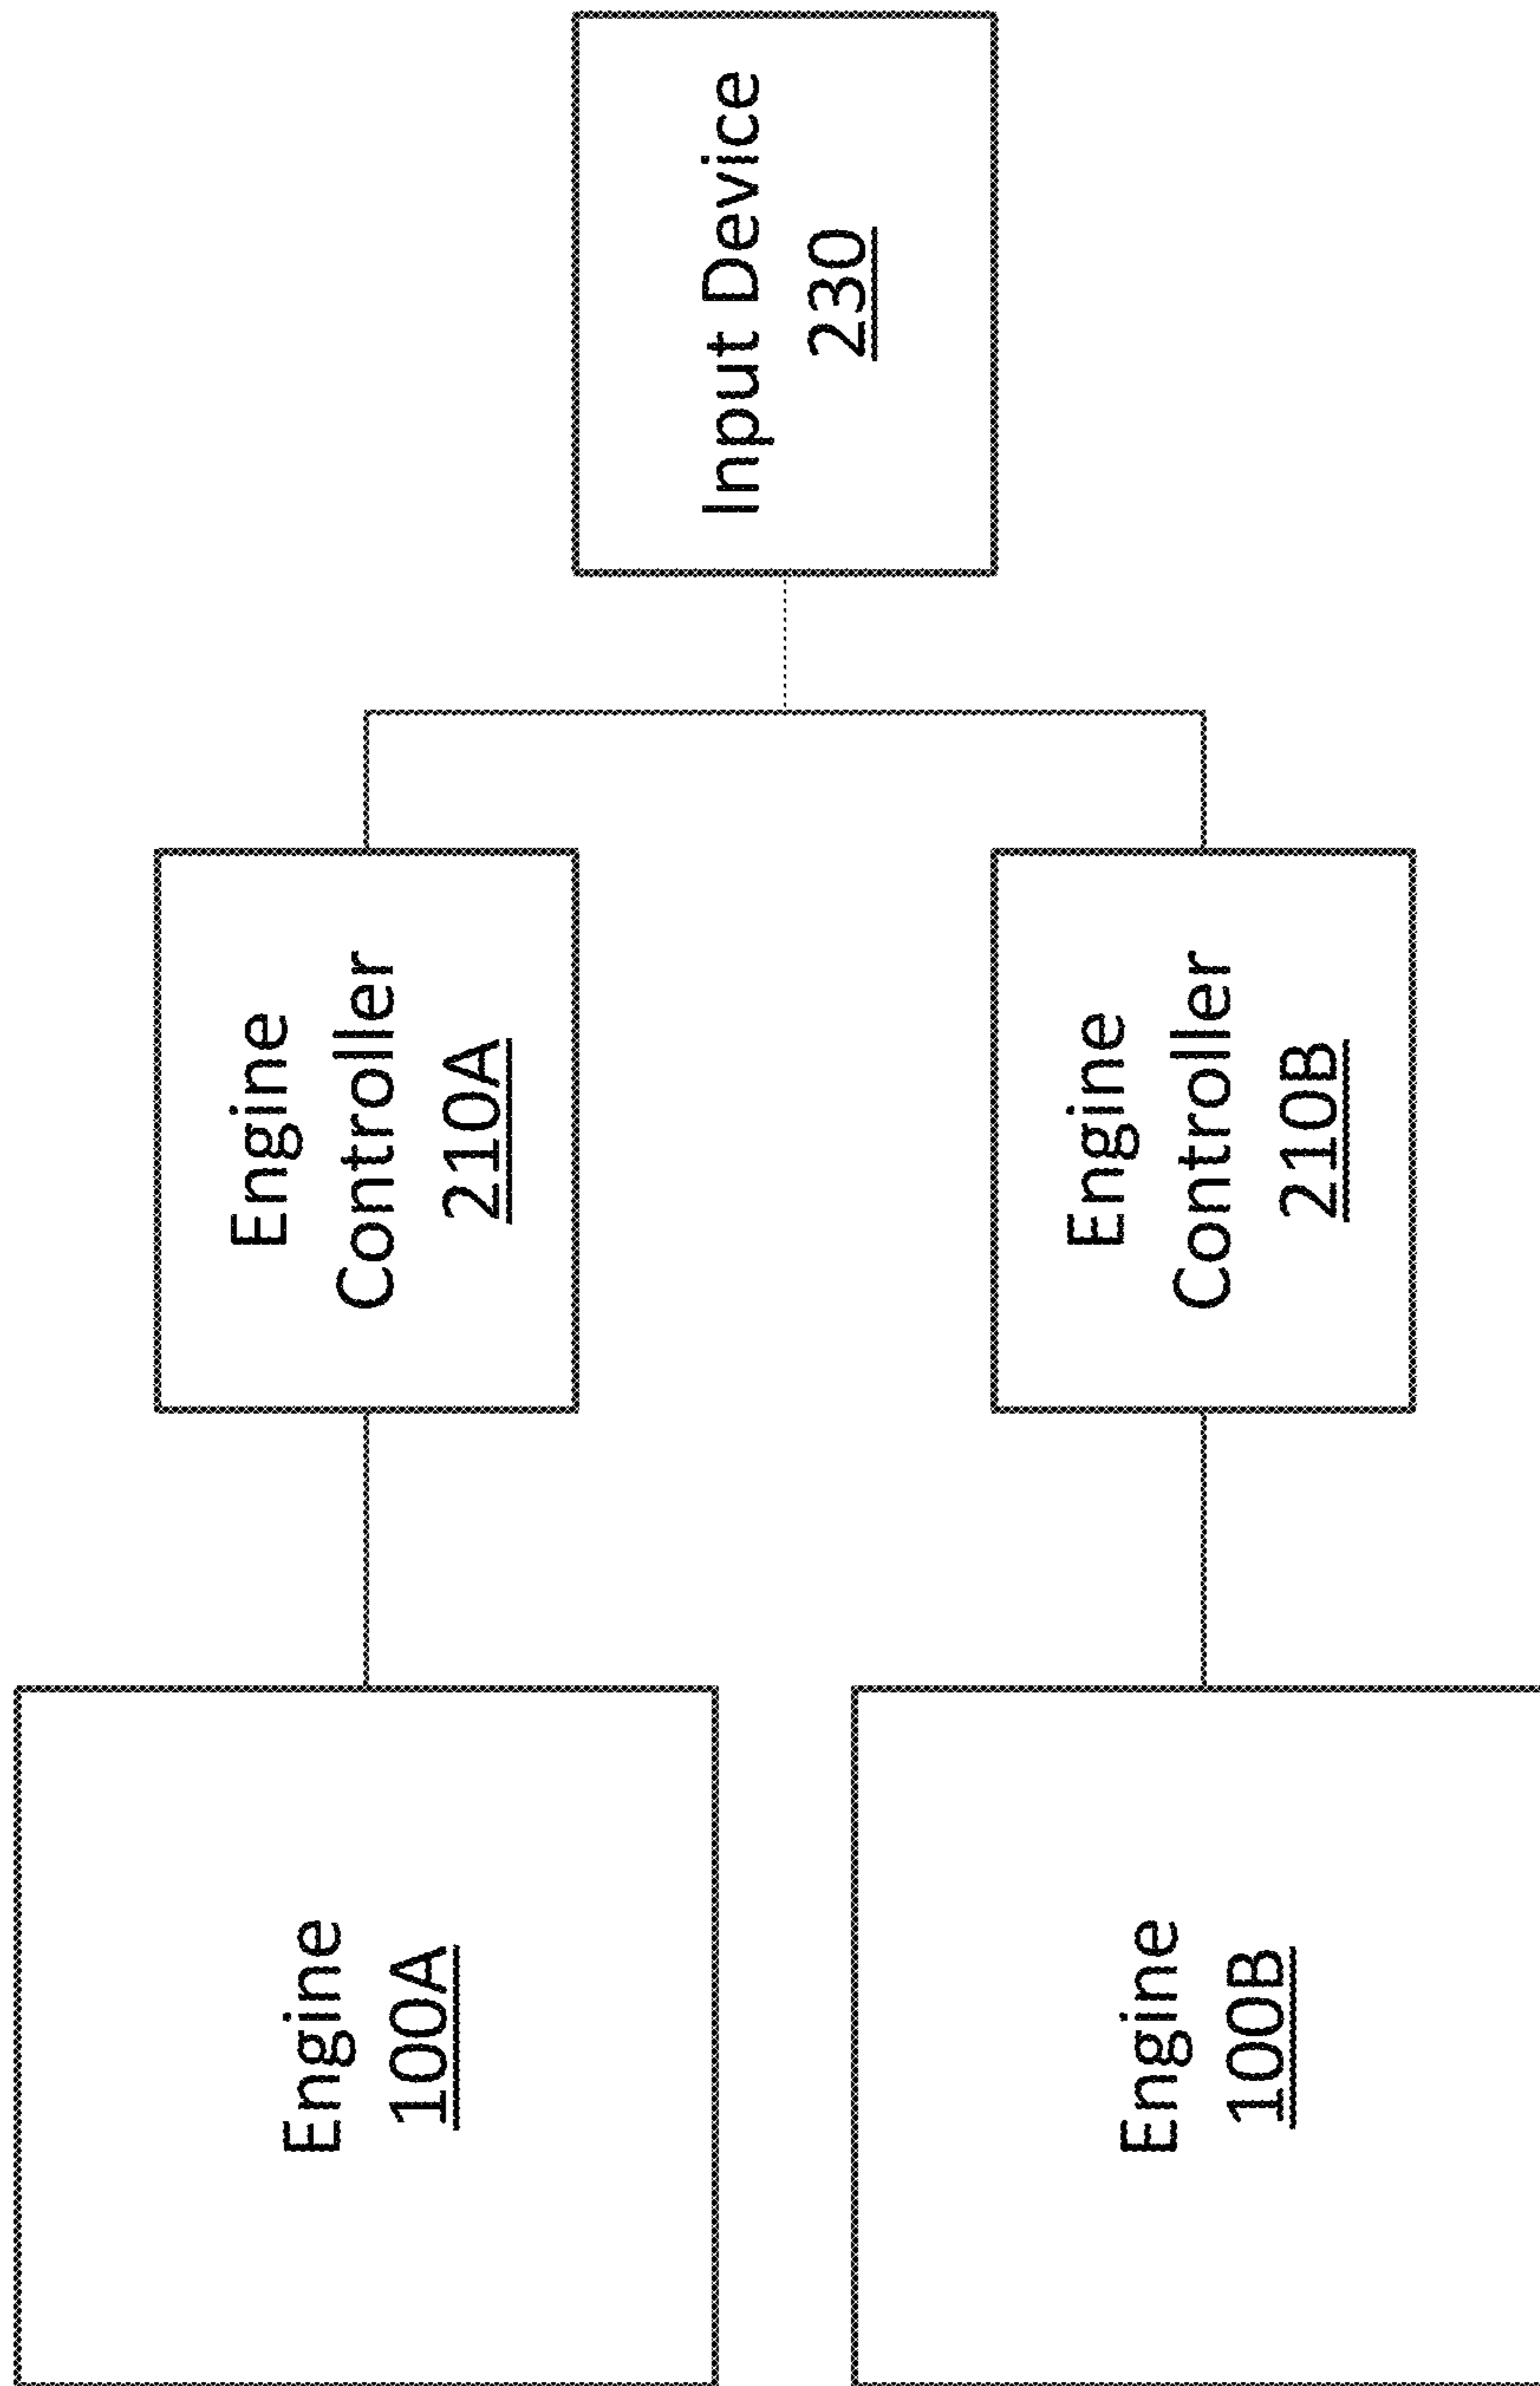 Engine
100A
Engine
Controller
210A
Input Device
230
Engine
100B
Engine
Controller
210B